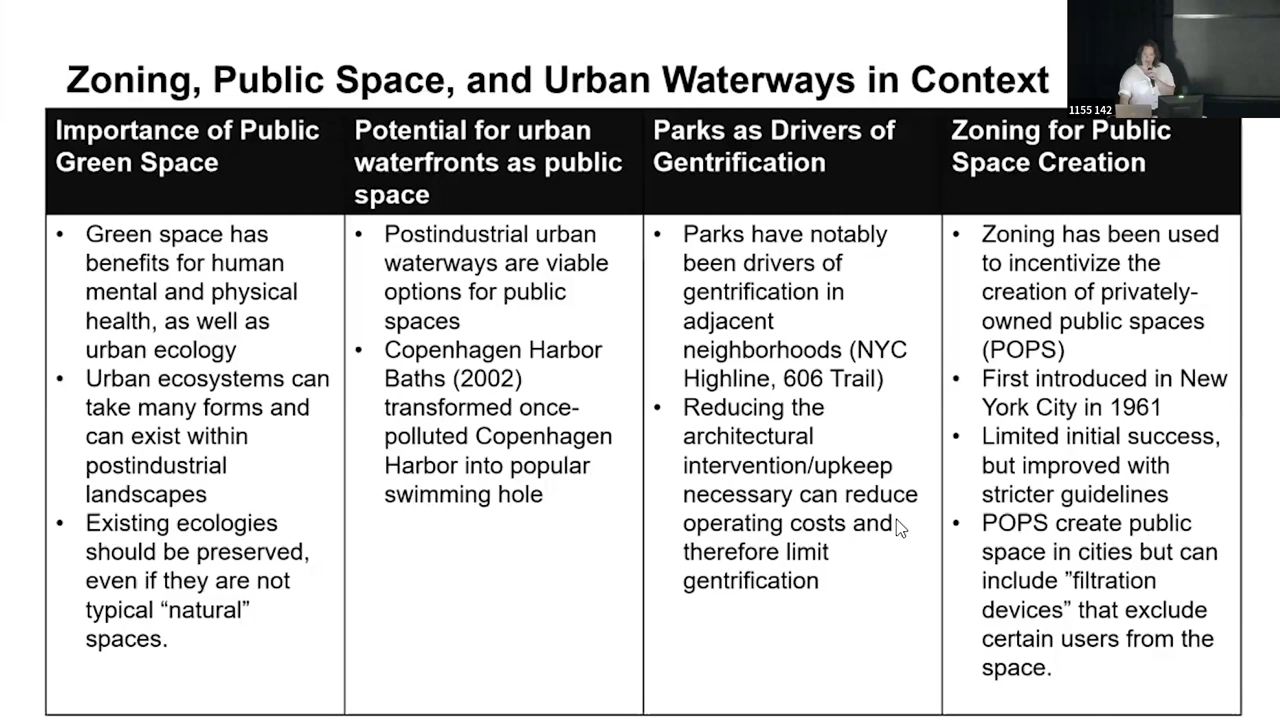 Zoning, Public Space, and Urban Waterways in Context
1155 142
Importance of Public
Green Space
Potential for urban
waterfronts as public
space
Parks as Drivers of
Gentrification
Zoning for Public
Space Creation
• Green space has
benefits for human
mental and physical
health, as well as
urban ecology
• Urban ecosystems can
take many forms and
can exist within
postindustrial
landscapes
• Existing ecologies
should be preserved,
even if they are not
typical “natural”
spaces.
• Postindustrial urban
waterways are viable
options for public
spaces
• Copenhagen Harbor
Baths (2002)
transformed once-
polluted Copenhagen
Harbor into popular
swimming hole
• Parks have notably
been drivers of
gentrification in
adjacent
neighborhoods (NYC
Highline, 606 Trail)
• Reducing the
architectural
intervention/upkeep
necessary can reduce
operating costs and
therefore limit
gentrification
• Zoning has been used
to incentivize the
creation of privately-
owned public spaces
(POPS)
• First introduced in New
York City in 1961
• Limited initial success,
but improved with
stricter guidelines
• POPS create public
space in cities but can
include ”filtration
devices” that exclude
certain users from the
space.